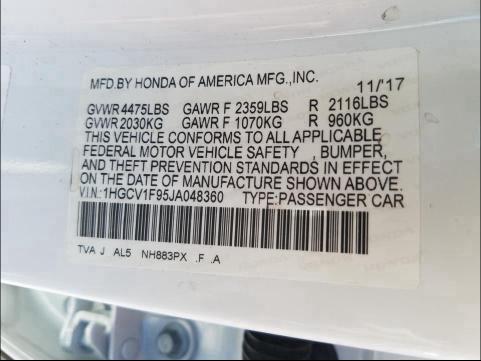 MFD.BY HONDA OF AMERICA MFG.,INC. 11/'17
GVWR 4475LBS GAWR F 2359LBS R 2116LBS
GVWR 2030KG GAWR F 1070KG R 960KG
THIS VEHICLE CONFORMS TO ALL APPLICABLE
FEDERAL MOTOR VEHICLE SAFETY , BUMPER,
AND THEFT PREVENTION STANDARDS IN EFFECT
ON THE DATE OF MANUFACTURE SHOWN ABOVE.
V.I.N.: 1HGCV1F95JA048360 TYPE:PASSENGER CAR
TVA J AL5 NH883PX .F .A